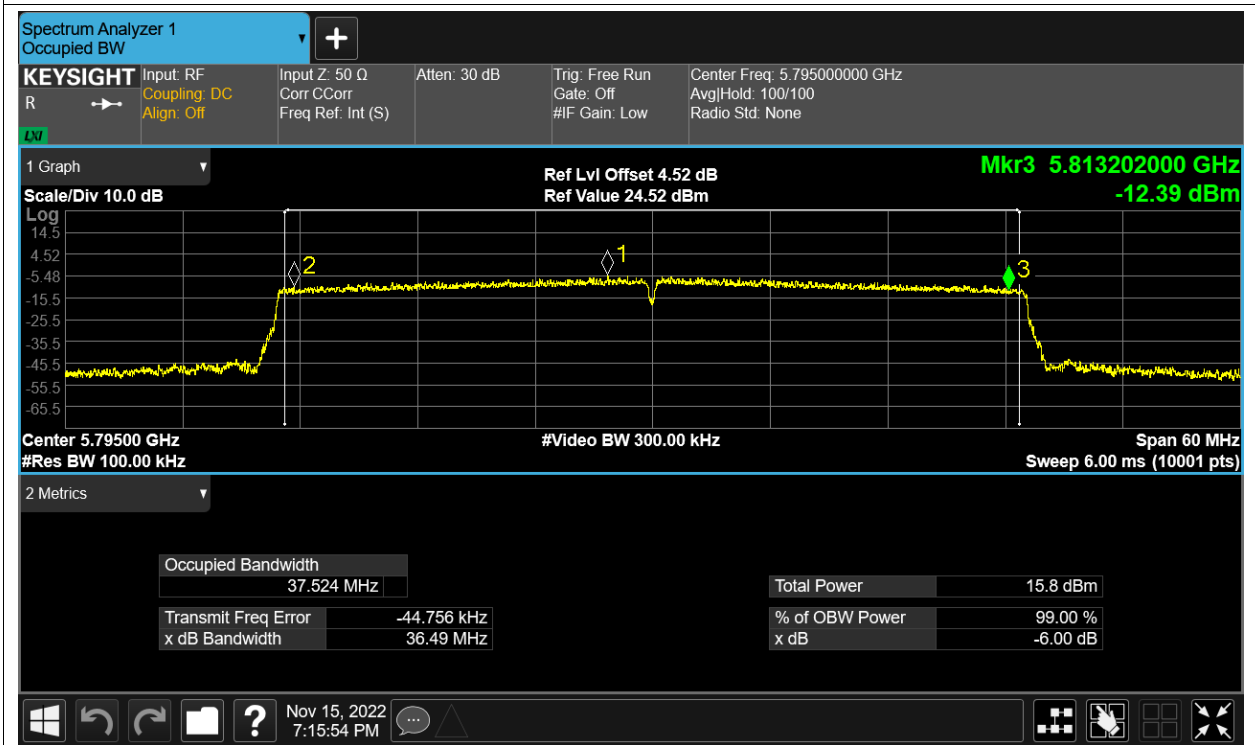 Spectrum Analyzer 1
Occupied BW
KEYSIGHT
R
LXI
Input: RF
Coupling: DC
Align: Off
Input Z: 50 Ω
Corr CCorr
Freq Ref: Int (S)
Atten: 30 dB
Trig: Free Run
Gate: Off
#IF Gain: Low
Center Freq: 5.795000000 GHz
Avg|Hold: 100/100
Radio Std: None
1 Graph
Scale/Div 10.0 dB
Ref Lvl Offset 4.52 dB
Ref Value 24.52 dBm
Mkr3 5.813202000 GHz
-12.39 dBm
Log
14.5
4.52
-5.48
-15.5
-25.5
-35.5
-45.5
-55.5
-65.5
2
1
3
Center 5.79500 GHz
#Res BW 100.00 kHz
#Video BW 300.00 kHz
Span 60 MHz
Sweep 6.00 ms (10001 pts)
2 Metrics
Occupied Bandwidth
37.524 MHz
Transmit Freq Error -44.756 kHz
x dB Bandwidth 36.49 MHz
Total Power 15.8 dBm
% of OBW Power 99.00 %
x dB -6.00 dB
?
Nov 15, 2022
7:15:54 PM